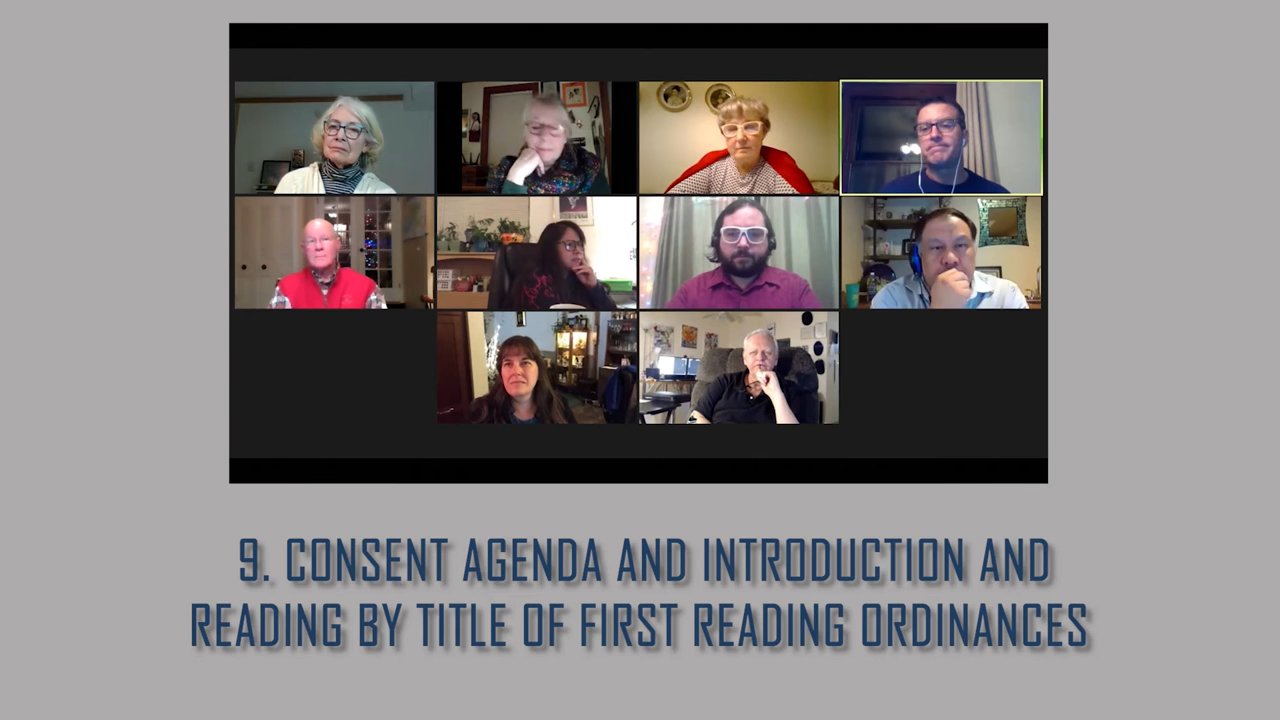 9. CONSENT AGENDA AND INTRODUCTION AND
READING BY TITLE OF FIRST READING ORDINANCES